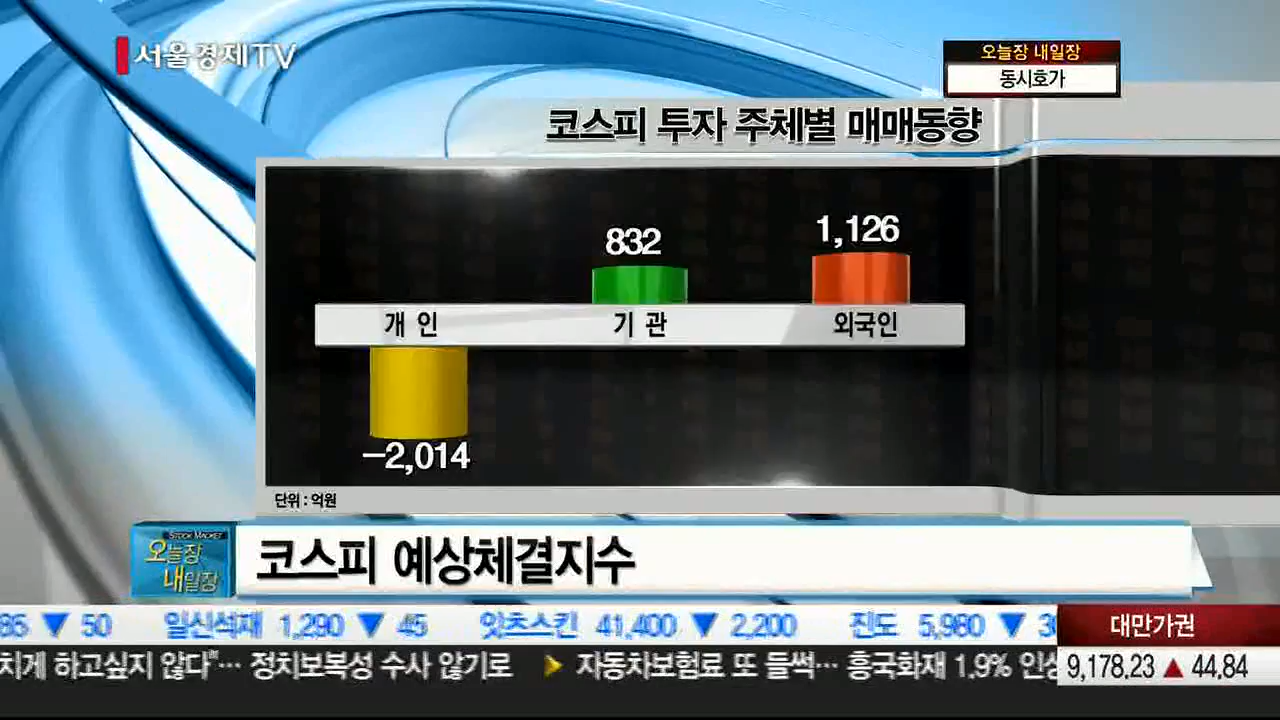 서울경제TV
오늘장 내일장
동시호가
코스피 투자 주체별 매매동향
832
1,126
개 인
기 관
외국인
-2,014
단위 : 억원
STOCK MARKET
오늘장
내일장
코스피 예상체결지수
▼ 50 일신석재 1,290 ▼ 45 잇츠스킨 41,400 ▼ 2,200 진도 5,980 ▼
대만가권
치게 하고싶지 않다"… 정치보복성 수사 않기로 ▶ 자동차보험료 또 들썩… 흥국화재 1.9% 인상
9,178.23 ▲ 44.84